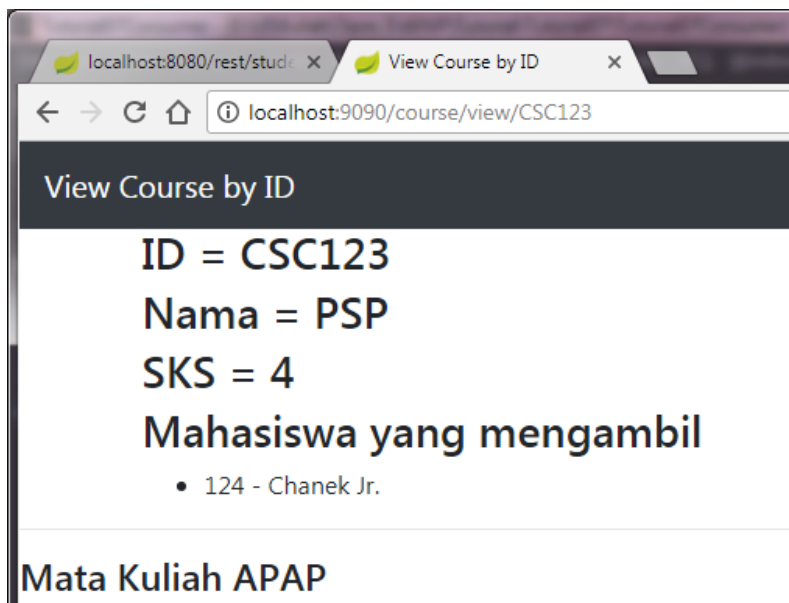 localhost:8080/rest/stude
View Course by ID
localhost:9090/course/view/CSC123
View Course by ID
ID = CSC123
Nama = PSP
SKS = 4
Mahasiswa yang mengambil
• 124 - Chanek Jr.
Mata Kuliah APAP